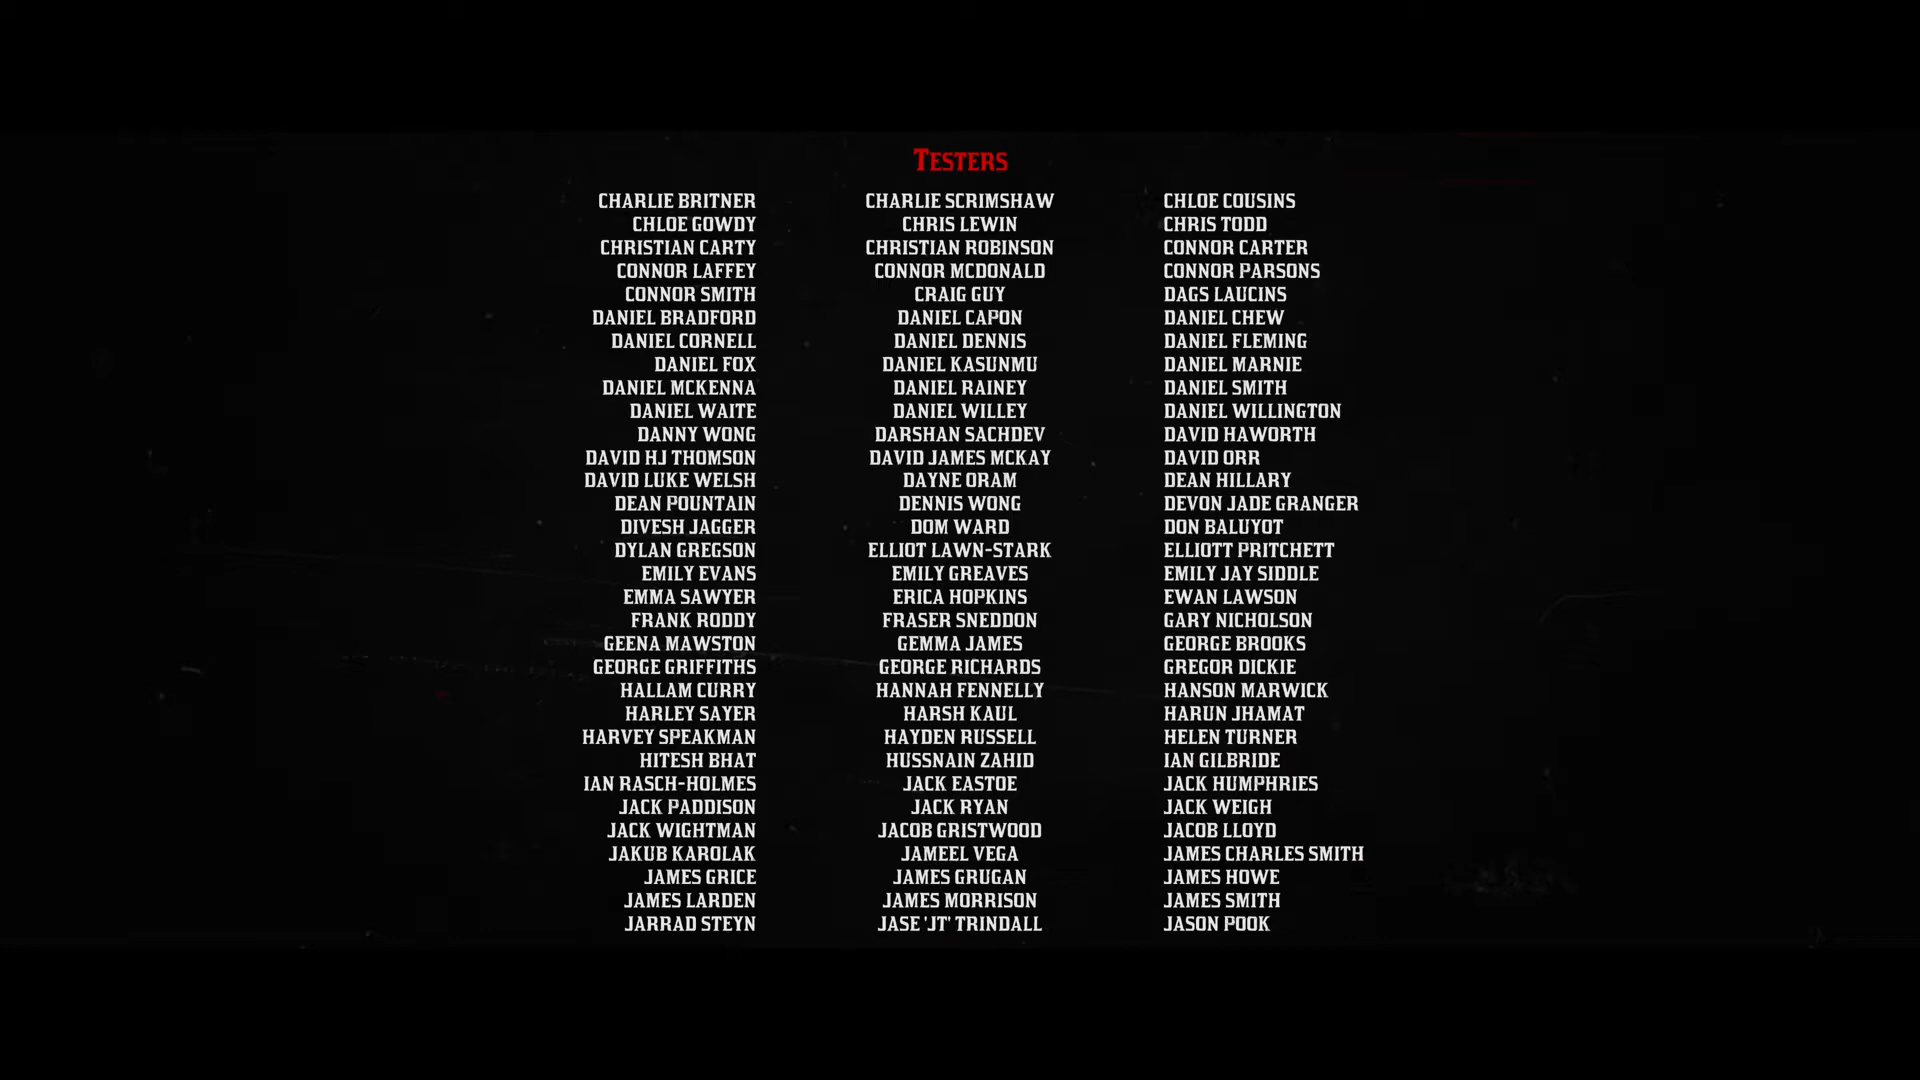 TESTERS
CHARLIE BRITNER CHARLIE SCRIMSHAW CHLOE COUSINS
CHLOE GOWDY CHRIS LEWIN CHRIS TODD
CHRISTIAN CARTY CHRISTIAN ROBINSON CONNOR CARTER
CONNOR LAFFEY CONNOR MCDONALD CONNOR PARSONS
CONNOR SMITH CRAIG GUY DAGS LAUCINS
DANIEL BRADFORD DANIEL CAPON DANIEL CHEW
DANIEL CORNELL DANIEL DENNIS DANIEL FLEMING
DANIEL FOX DANIEL KASUNMU DANIEL MARNIE
DANIEL MCKENNA DANIEL RAINEY DANIEL SMITH
DANIEL WAITE DANIEL WILLEY DANIEL WILLINGTON
DANNY WONG DARSHAN SACHDEV DAVID HAWORTH
DAVID HJ THOMSON DAVID JAMES MCKAY DAVID ORR
DAVID LUKE WELSH DAYNE ORAM DEAN HILLARY
DEAN POUNTAIN DENNIS WONG DEVON JADE GRANGER
DIVESH JAGGER DOM WARD DON BALUYOT
DYLAN GREGSON ELLIOT LAWN-STARK ELLIOTT PRITCHETT
EMILY EVANS EMILY GREAVES EMILY JAY SIDDLE
EMMA SAWYER ERICA HOPKINS EWAN LAWSON
FRANK RODDY FRASER SNEDDON GARY NICHOLSON
GEENA MAWSTON GEMMA JAMES GEORGE BROOKS
GEORGE GRIFFITHS GEORGE RICHARDS GREGOR DICKIE
HALLAM CURRY HANNAH FENNELLY HANSON MARWICK
HARLEY SAYER HARSH KAUL HARUN JHAMAT
HARVEY SPEAKMAN HAYDEN RUSSELL HELEN TURNER
HITESH BHAT HUSSNAIN ZAHID IAN GILBRIDE
IAN RASCH-HOLMES JACK EASTOE JACK HUMPHRIES
JACK PADDISON JACK RYAN JACK WEIGH
JACK WIGHTMAN JACOB GRISTWOOD JACOB LLOYD
JAKUB KAROLAK JAMEEL VEGA JAMES CHARLES SMITH
JAMES GRICE JAMES GRUGAN JAMES HOWE
JAMES LARDEN JAMES MORRISON JAMES SMITH
JARRAD STEYN JASE 'JT' TRINDALL JASON POOK